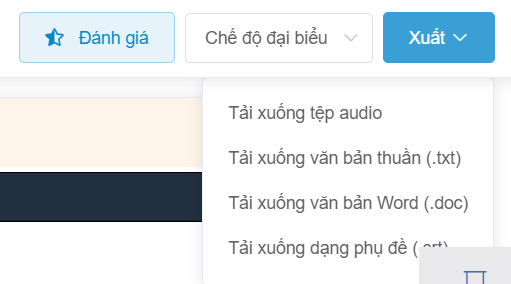 Đánh giá
Chế độ đại biểu
Xuất
Tải xuống tệp audio
Tải xuống văn bản thuần (.txt)
Tải xuống văn bản Word (.doc)
Tải xuống dạng phụ đề (.srt)